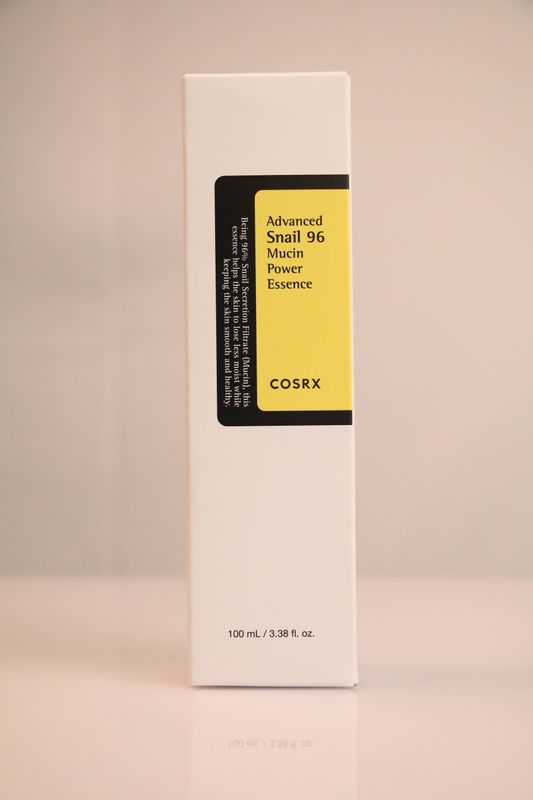 Advanced
Snail 96
Mucin
Power
Essence
COSRX
Being 96% Snail Secretion Filtrate (Mucin), this
essence helps the skin to lose less moist while
keeping the skin smooth and healthy.
100 mL / 3.38 fl. oz.